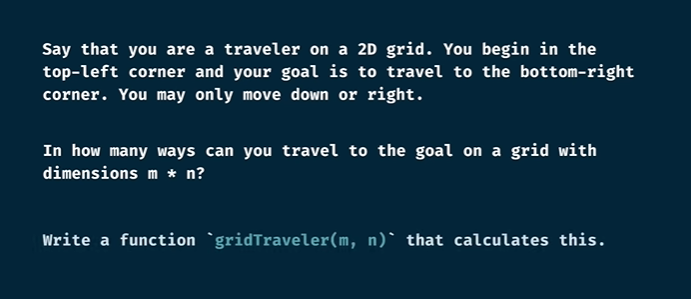 Say that you are a traveler on a 2D grid. You begin in the
top-left corner and your goal is to travel to the bottom-right
corner. You may only move down or right.
In how many ways can you travel to the goal on a grid with
dimensions m * n?
Write a function `gridTraveler(m, n)` that calculates this.